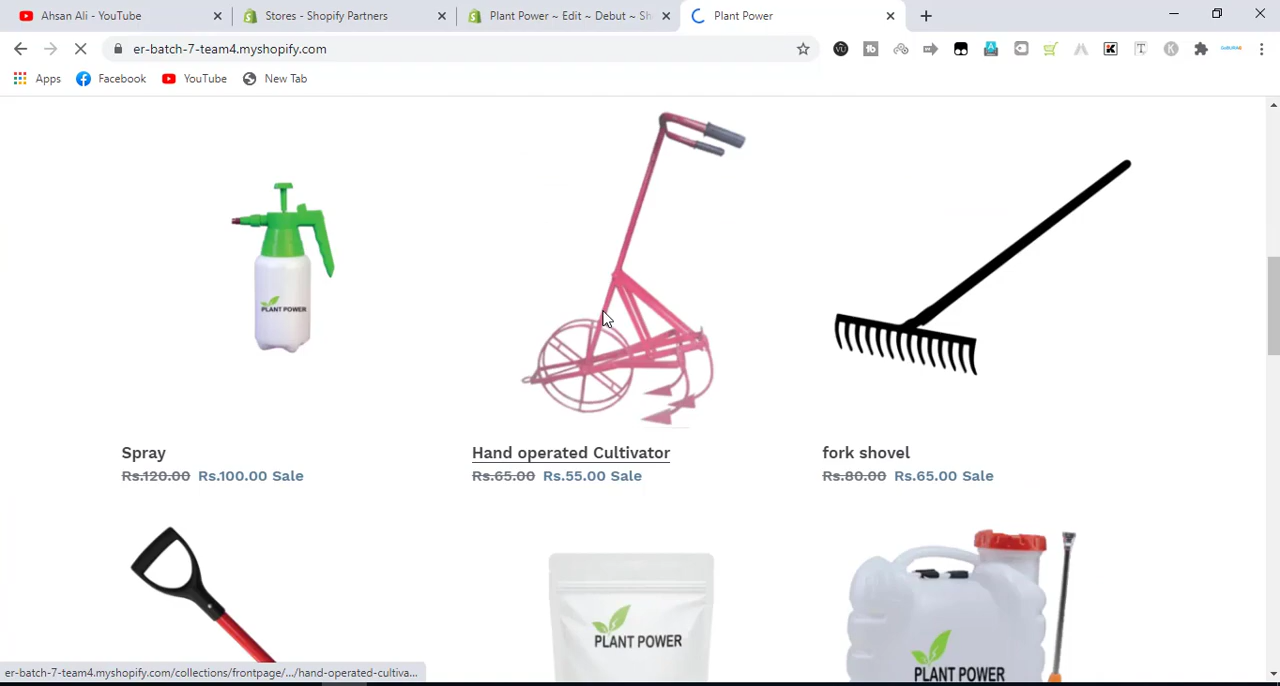 Ahsan Ali - YouTube
Stores - Shopify Partners
Plant Power ~ Edit ~ Debut ~ Sh
Plant Power
er-batch-7-team4.myshopify.com
Apps
Facebook
YouTube
New Tab
PLANT POWER
Spray
Hand operated Cultivator
fork shovel
Rs.120.00 Rs.100.00 Sale
Rs.65.00 Rs.55.00 Sale
Rs.80.00 Rs.65.00 Sale
PLANT POWER
PLANT POWER
er-batch-7-team4.myshopify.com/collections/frontpage/.../hand-operated-cultiva...